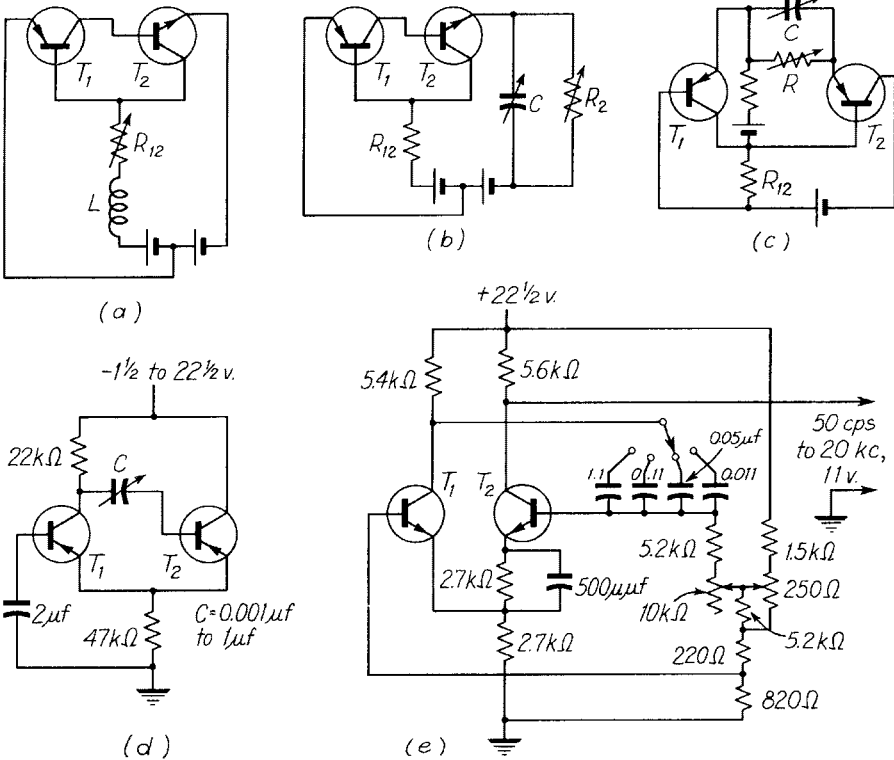 T1 T2
R12
L
(a)
T1 T2
C
R2
R12
(b)
C
R
T1
T2
R12
(c)
-1½ to 22½ v.
22kΩ
C
T1
T2
2µf
47kΩ
C=0.001µf
to 1µf
(d)
+22½ v.
5.4kΩ
5.6kΩ
50 cps
to 20 kc,
11 v.
0.05µf
1.1
0.11
0.011
T1
T2
5.2kΩ
1.5kΩ
2.7kΩ
500µµf
10kΩ
250Ω
5.2kΩ
2.7kΩ
220Ω
820Ω
(e)